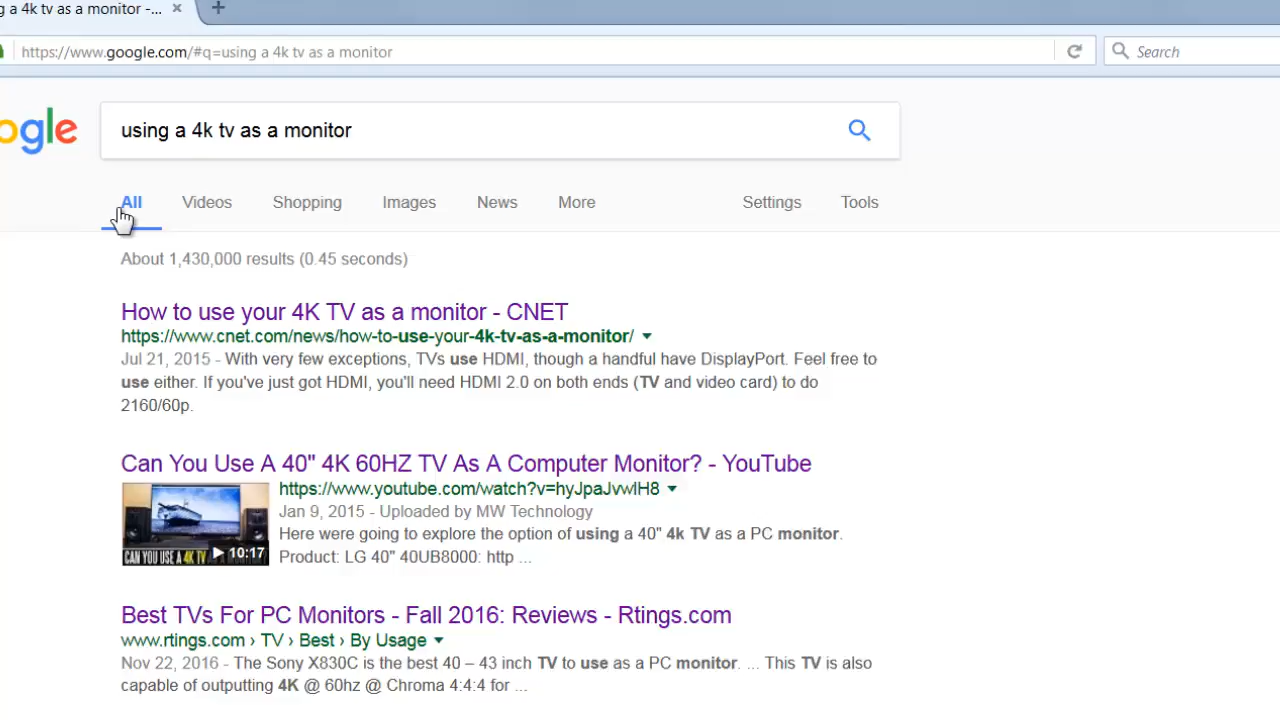 g a 4k tv as a monitor -... × +
https://www.google.com/#q=using a 4k tv as a monitor
Search
ogle
using a 4k tv as a monitor
All Videos Shopping Images News More Settings Tools
About 1,430,000 results (0.45 seconds)
How to use your 4K TV as a monitor - CNET
https://www.cnet.com/news/how-to-use-your-4k-tv-as-a-monitor/
Jul 21, 2015 - With very few exceptions, TVs use HDMI, though a handful have DisplayPort. Feel free to
use either. If you've just got HDMI, you'll need HDMI 2.0 on both ends (TV and video card) to do
2160/60p.
Can You Use A 40" 4K 60HZ TV As A Computer Monitor? - YouTube
https://www.youtube.com/watch?v=hyJpaJvwlH8
Jan 9, 2015 - Uploaded by MW Technology
Here were going to explore the option of using a 40" 4k TV as a PC monitor.
Product: LG 40" 40UB8000: http ...
CAN YOU USE A 4K TV
10:17
Best TVs For PC Monitors - Fall 2016: Reviews - Rtings.com
www.rtings.com › TV › Best › By Usage
Nov 22, 2016 - The Sony X830C is the best 40 – 43 inch TV to use as a PC monitor. ... This TV is also
capable of outputting 4K @ 60hz @ Chroma 4:4:4 for ...